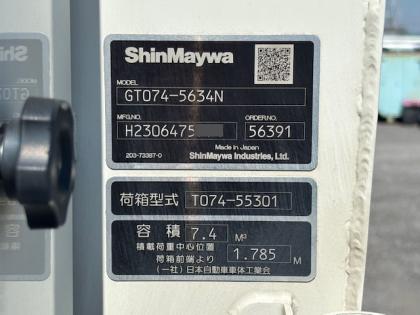 ShinMaywa
MODEL
GT074-5634N
MFG.NO. ORDER NO.
H2306475 56391
Made in Japan
203-73387-0
ShinMaywa Industries, Ltd.
荷箱型式 T074-55301
容積 7.4 M³
積載荷重中心位置
荷箱前端より 1.785 M
(一社)日本自動車車体工業会